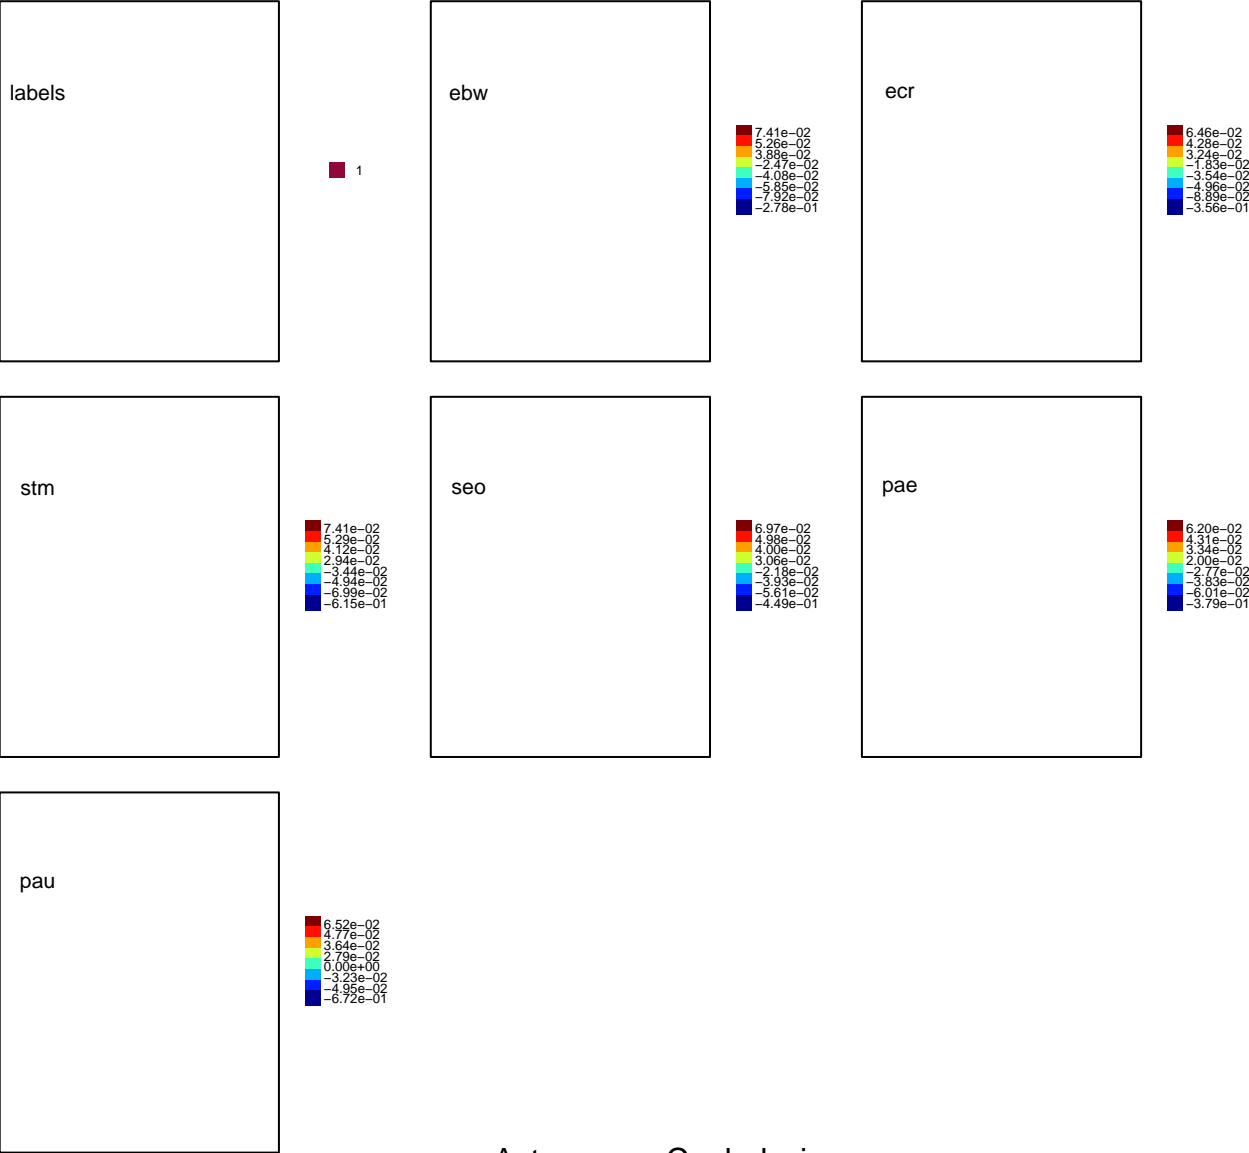 labels
1
ebw
7.41e−02
5.26e−02
3.88e−02
−2.47e−02
−4.08e−02
−5.85e−02
−7.92e−02
−2.78e−01
ecr
6.46e−02
4.28e−02
3.24e−02
−1.83e−02
−3.54e−02
−4.96e−02
−8.89e−02
−3.56e−01
stm
7.41e−02
5.29e−02
4.12e−02
2.94e−02
−3.44e−02
−4.94e−02
−6.99e−02
−6.15e−01
seo
6.97e−02
4.98e−02
4.00e−02
3.06e−02
−2.18e−02
−3.93e−02
−5.61e−02
−4.49e−01
pae
6.20e−02
4.31e−02
3.34e−02
2.00e−02
−2.77e−02
−3.83e−02
−6.01e−02
−3.79e−01
pau
6.52e−02
4.77e−02
3.64e−02
2.79e−02
0.00e+00
−3.23e−02
−4.95e−02
−6.72e−01